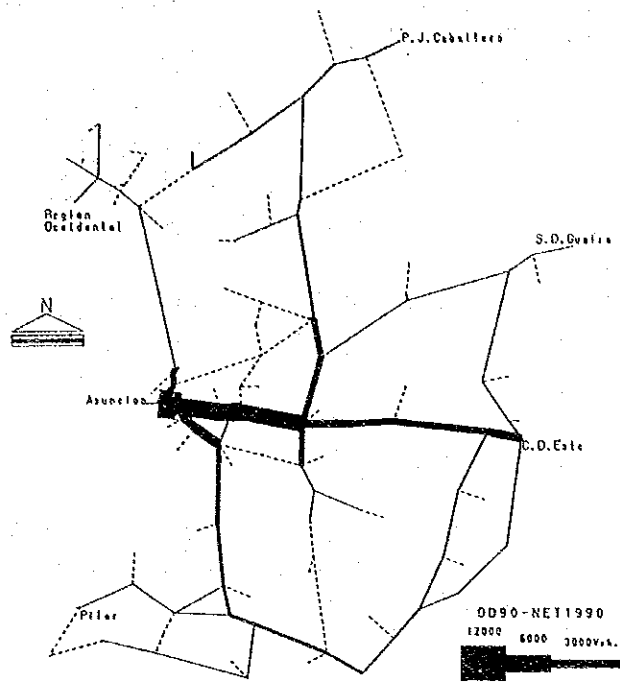 P.J.Caballero
Region
Occidental
S.D.Guaira
N
Asuncion
C.D.Este
Pilar
OD90-NET1990
12000 6000 3000Veh.